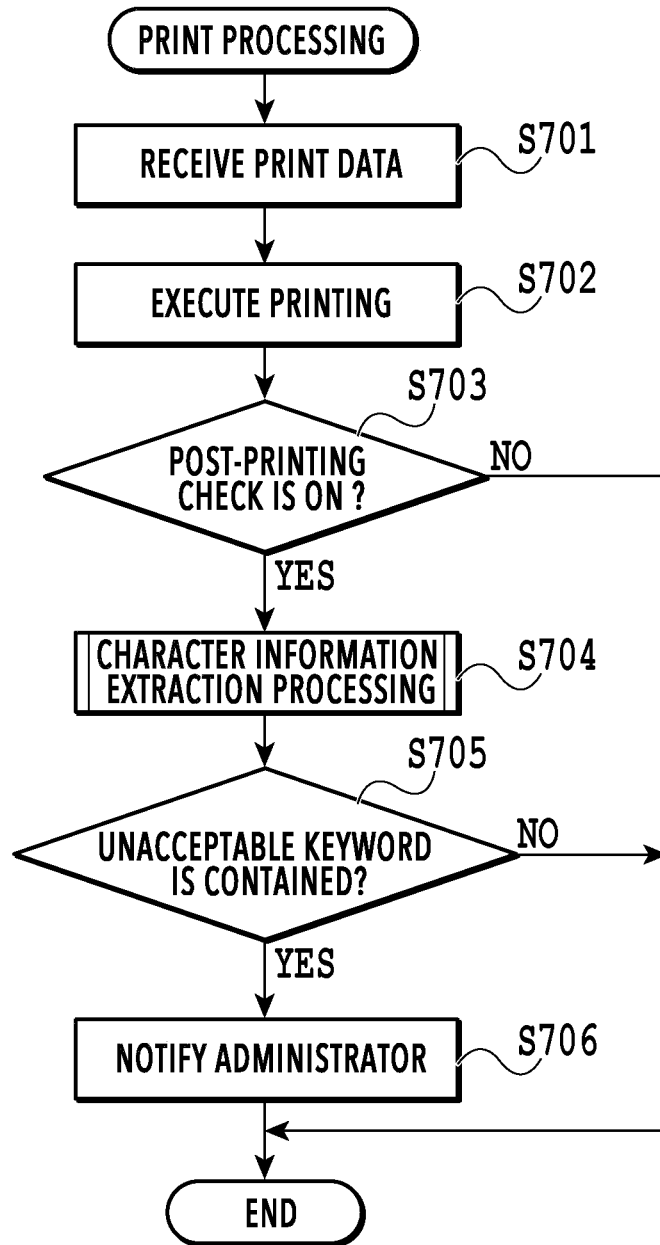 PRINT PROCESSING
S701
RECEIVE PRINT DATA
S702
EXECUTE PRINTING
S703
POST-PRINTING
CHECK IS ON ?
NO
YES
CHARACTER INFORMATION
EXTRACTION PROCESSING
S704
S705
UNACCEPTABLE KEYWORD
IS CONTAINED?
NO
YES
NOTIFY ADMINISTRATOR
S706
END